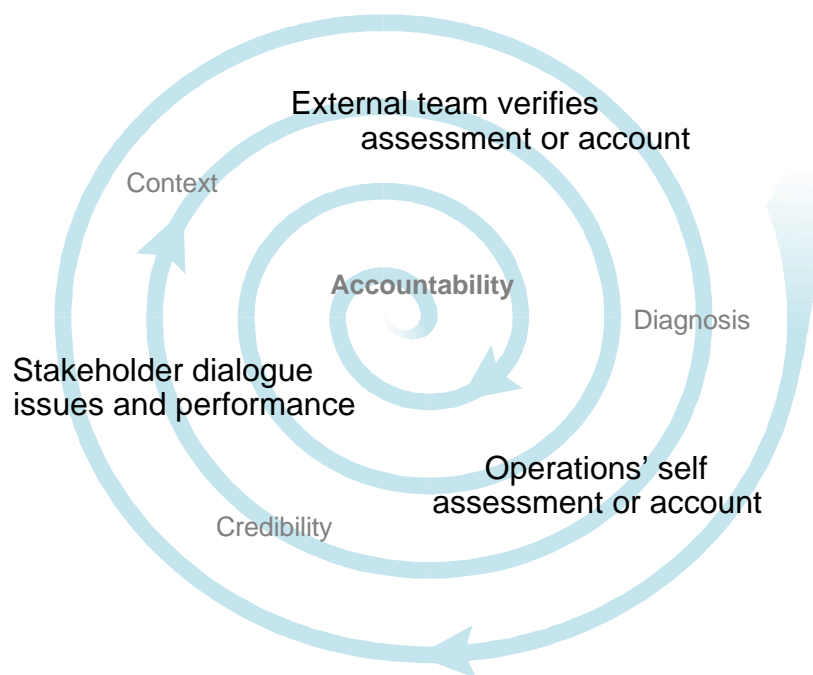 External team verifies
assessment or account
Context
Accountability
Diagnosis
Stakeholder dialogue
issues and performance
Operations’ self
assessment or account
Credibility